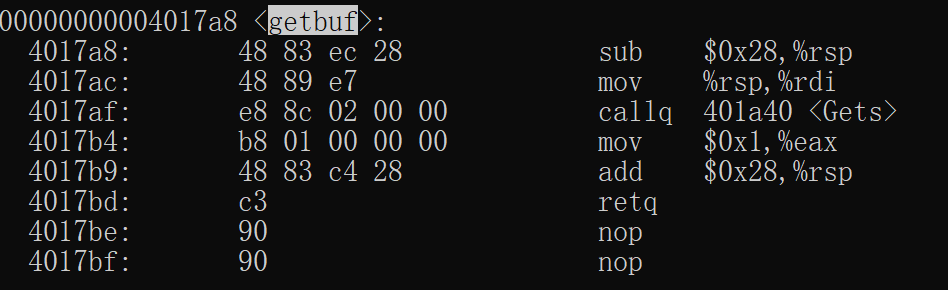 00000000004017a8 <getbuf>:
4017a8: 48 83 ec 28 sub $0x28,%rsp
4017ac: 48 89 e7 mov %rsp,%rdi
4017af: e8 8c 02 00 00 callq 401a40 <Gets>
4017b4: b8 01 00 00 00 mov $0x1,%eax
4017b9: 48 83 c4 28 add $0x28,%rsp
4017bd: c3 retq
4017be: 90 nop
4017bf: 90 nop